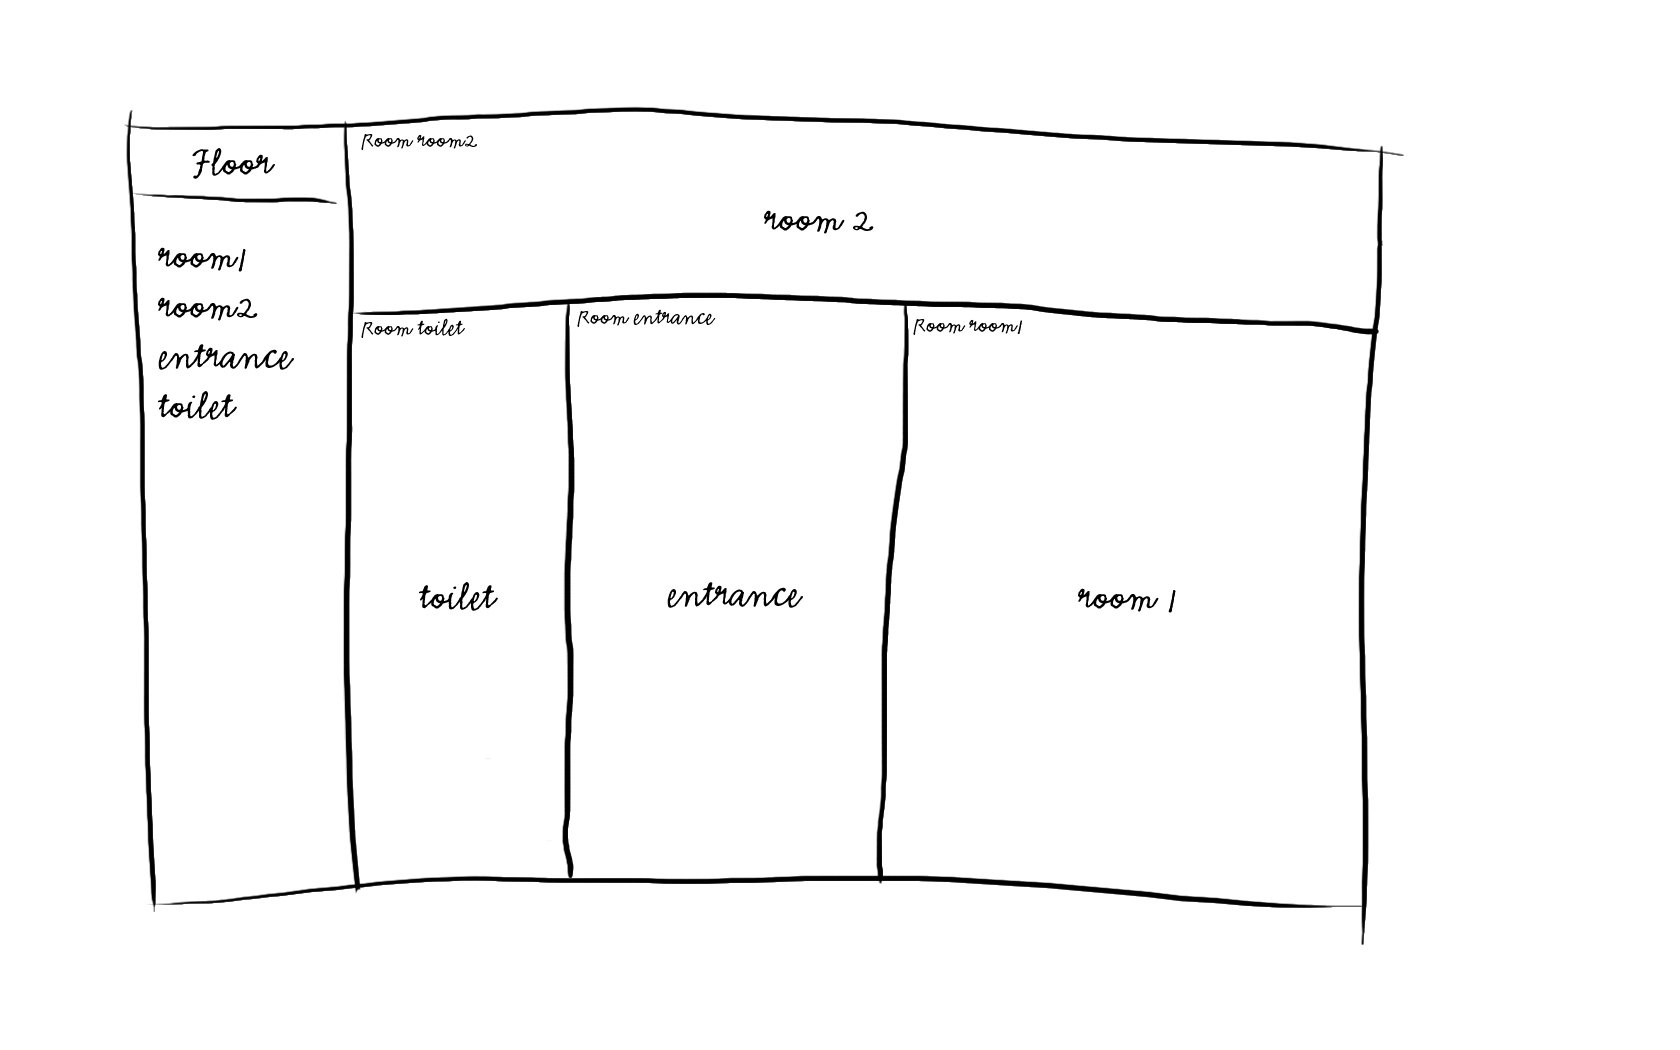 Floor
room1
room2
entrance
toilet
Room room2
room 2
Room toilet
toilet
Room entrance
entrance
Room room1
room 1